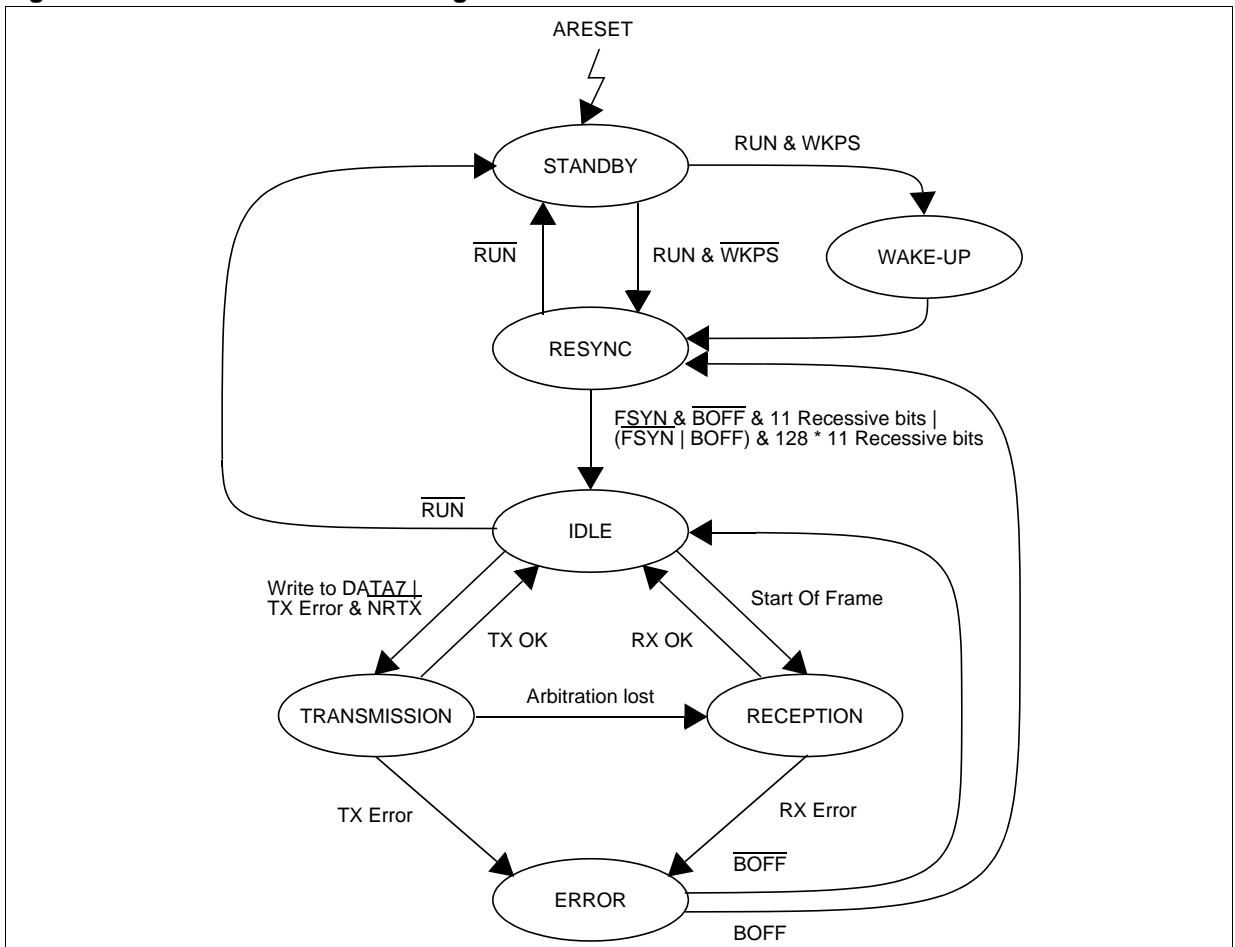 ARESET
STANDBY
RUN & WKPS
WAKE-UP
RUN
RUN & WKPS
RESYNC
FSYN & BOFF & 11 Recessive bits |
(FSYN | BOFF) & 128 * 11 Recessive bits
RUN
IDLE
Write to DATA7 |
TX Error & NRTX
Start Of Frame
TX OK
RX OK
TRANSMISSION
Arbitration lost
RECEPTION
TX Error
RX Error
BOFF
ERROR
BOFF